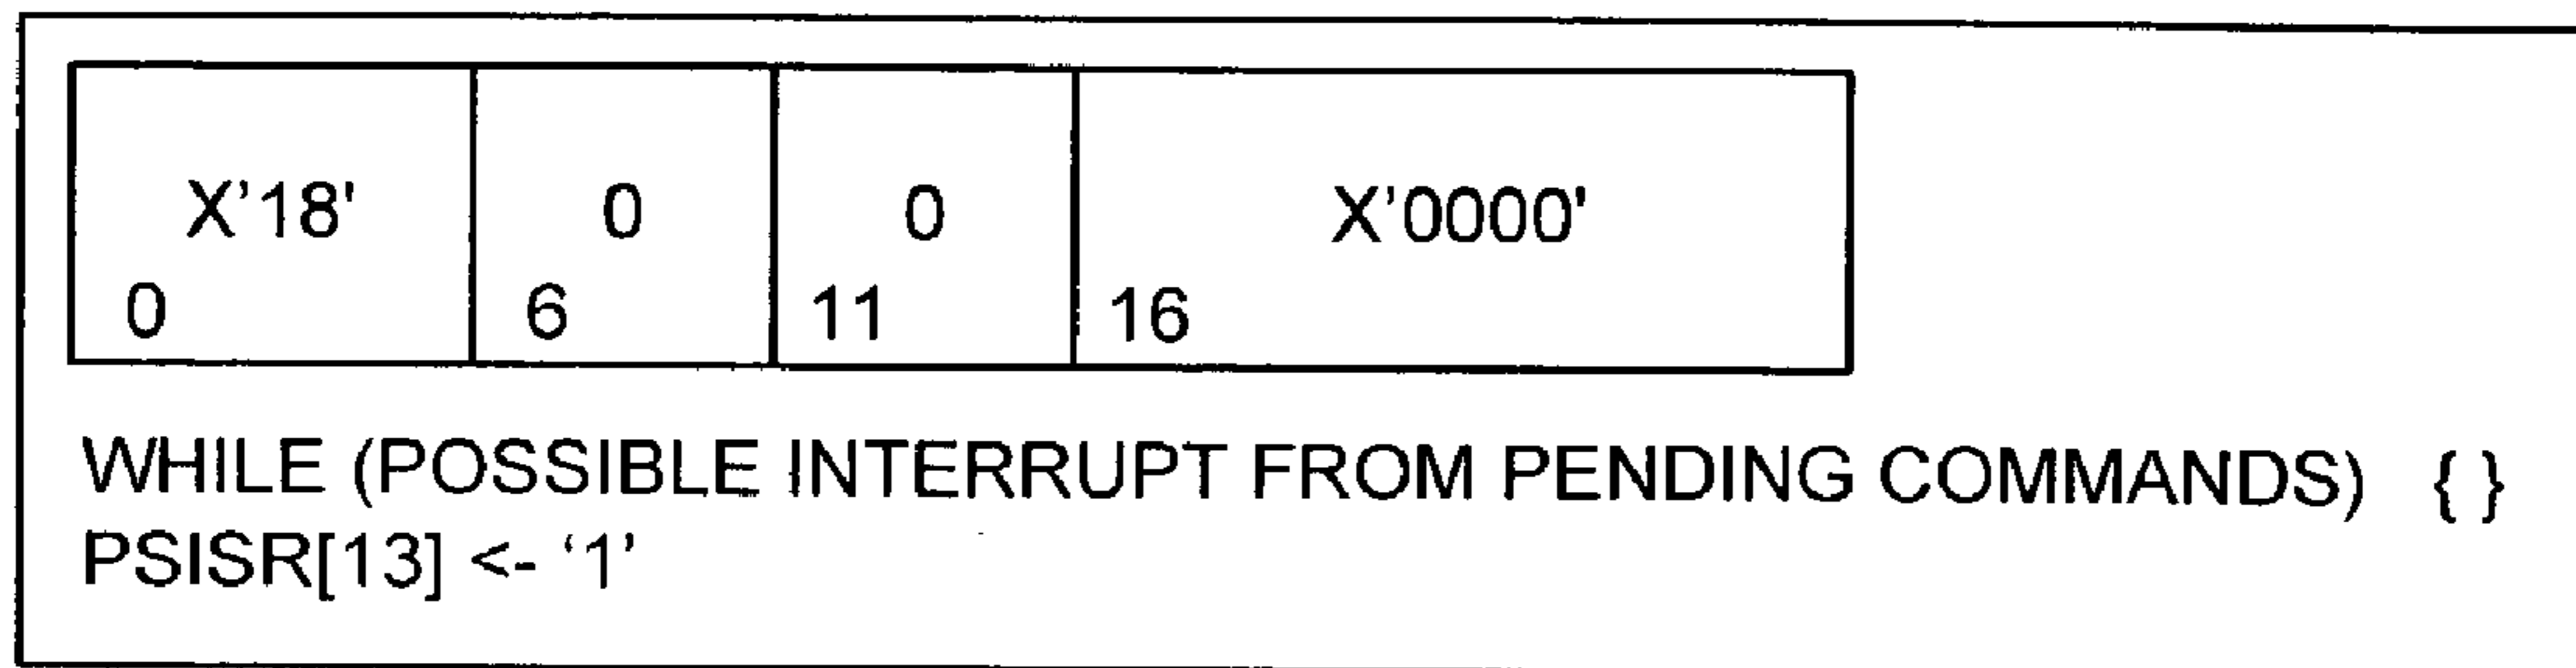 X'18' 0 0 X'0000'
0 6 11 16
WHILE (POSSIBLE INTERRUPT FROM PENDING COMMANDS) { }
PSISR[13] <- ‘1’